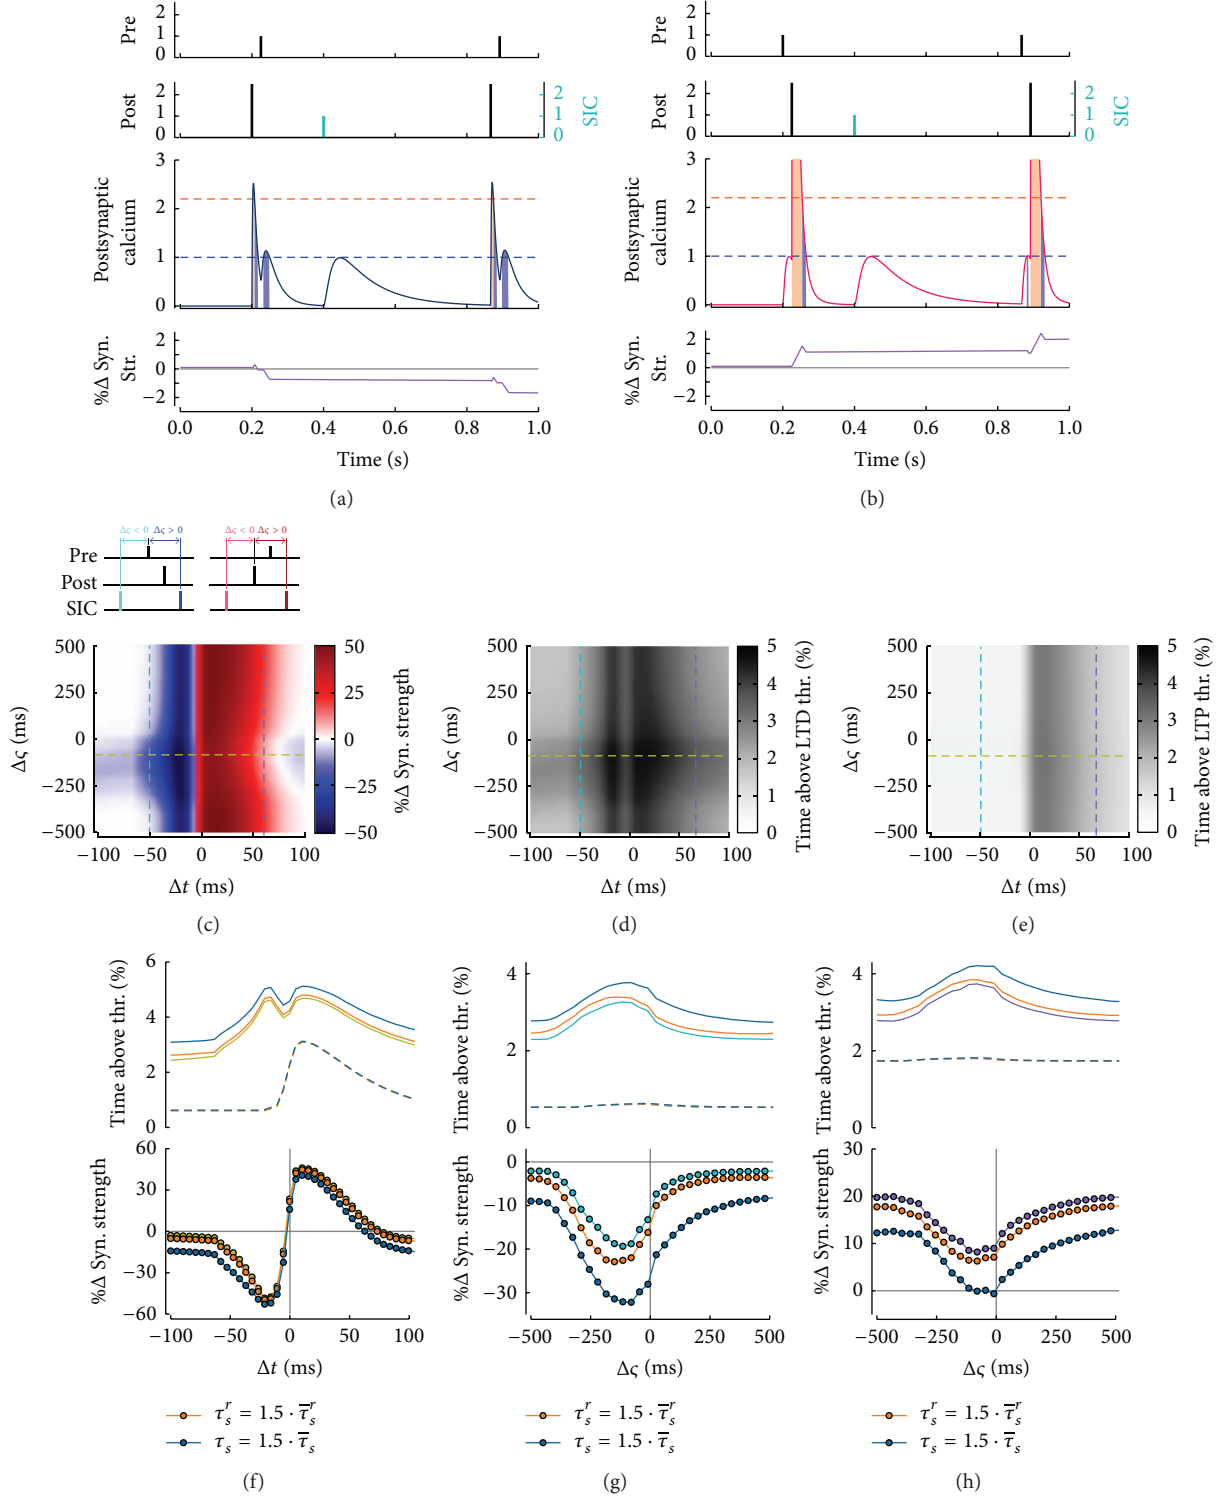 Pre
2
1
0
Post
2
1
0
2
1
0
SIC
Postsynaptic
calcium
3
2
1
0
%Δ Syn.
Str.
2
0
−2
0.0 0.2 0.4 0.6 0.8 1.0
Time (s)
(a)
Pre
2
1
0
Post
2
1
0
2
1
0
SIC
Postsynaptic
calcium
3
2
1
0
%Δ Syn.
Str.
2
0
−2
0.0 0.2 0.4 0.6 0.8 1.0
Time (s)
(b)
Δς < 0 Δς > 0 Δς < 0 Δς > 0
Pre
Post
SIC
Δς (ms)
500
250
0
−250
−500
−100 −50 0 50 100
Δt (ms)
50
25
0
−25
−50
%Δ Syn. strength
(c)
Δς (ms)
500
250
0
−250
−500
−100 −50 0 50 100
Δt (ms)
5
4
3
2
1
0
Time above LTD thr. (%)
(d)
Δς (ms)
500
250
0
−250
−500
−100 −50 0 50 100
Δt (ms)
5
4
3
2
1
0
Time above LTP thr. (%)
(e)
Time above thr. (%)
6
4
2
0
%Δ Syn. strength
60
30
0
−30
−60
−100 −50 0 50 100
Δt (ms)
τ_s^r = 1.5 · τ̅_s^r
τ_s = 1.5 · τ̅_s
(f)
Time above thr. (%)
4
2
0
%Δ Syn. strength
0
−10
−20
−30
−500 −250 0 250 500
Δς (ms)
τ_s^r = 1.5 · τ̅_s^r
τ_s = 1.5 · τ̅_s
(g)
Time above thr. (%)
4
2
0
%Δ Syn. strength
30
20
10
0
−500 −250 0 250 500
Δς (ms)
τ_s^r = 1.5 · τ̅_s^r
τ_s = 1.5 · τ̅_s
(h)